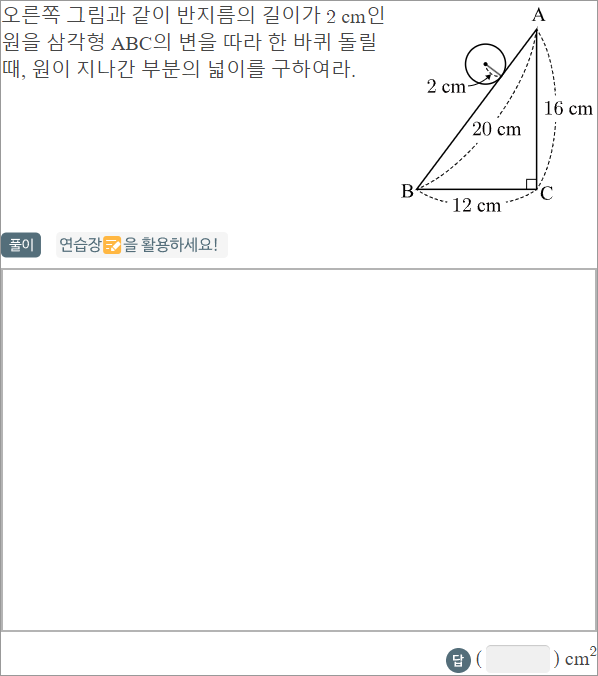 오른쪽 그림과 같이 반지름의 길이가 2 cm인
원을 삼각형 ABC의 변을 따라 한 바퀴 돌릴
때, 원이 지나간 부분의 넓이를 구하여라.
A
2 cm
16 cm
20 cm
B
C
12 cm
풀이 연습장을 활용하세요!
답 ( ) cm²